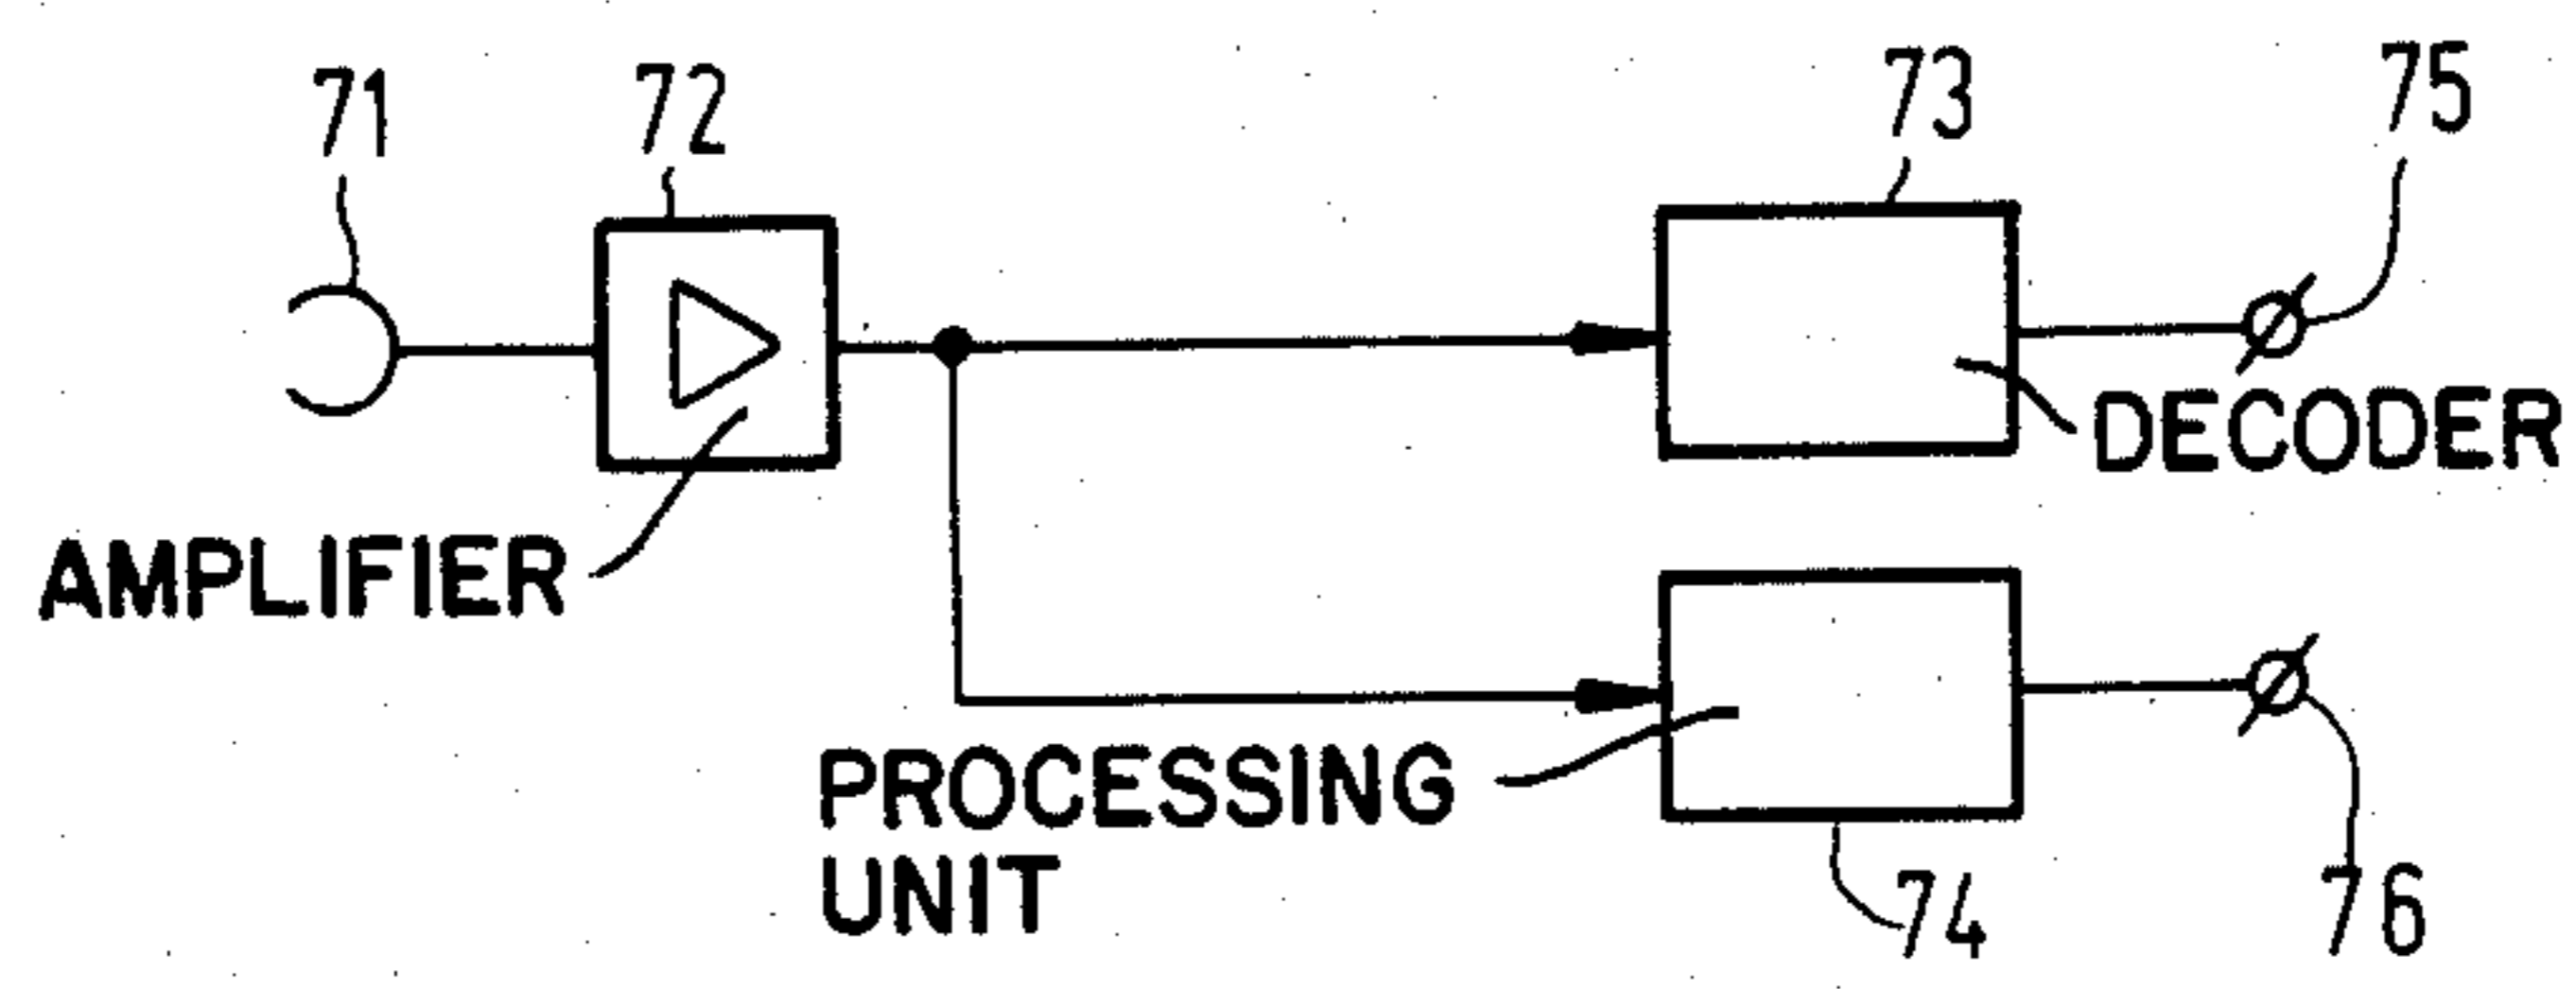 71
72
73
75
DECODER
AMPLIFIER
PROCESSING
UNIT
74
76